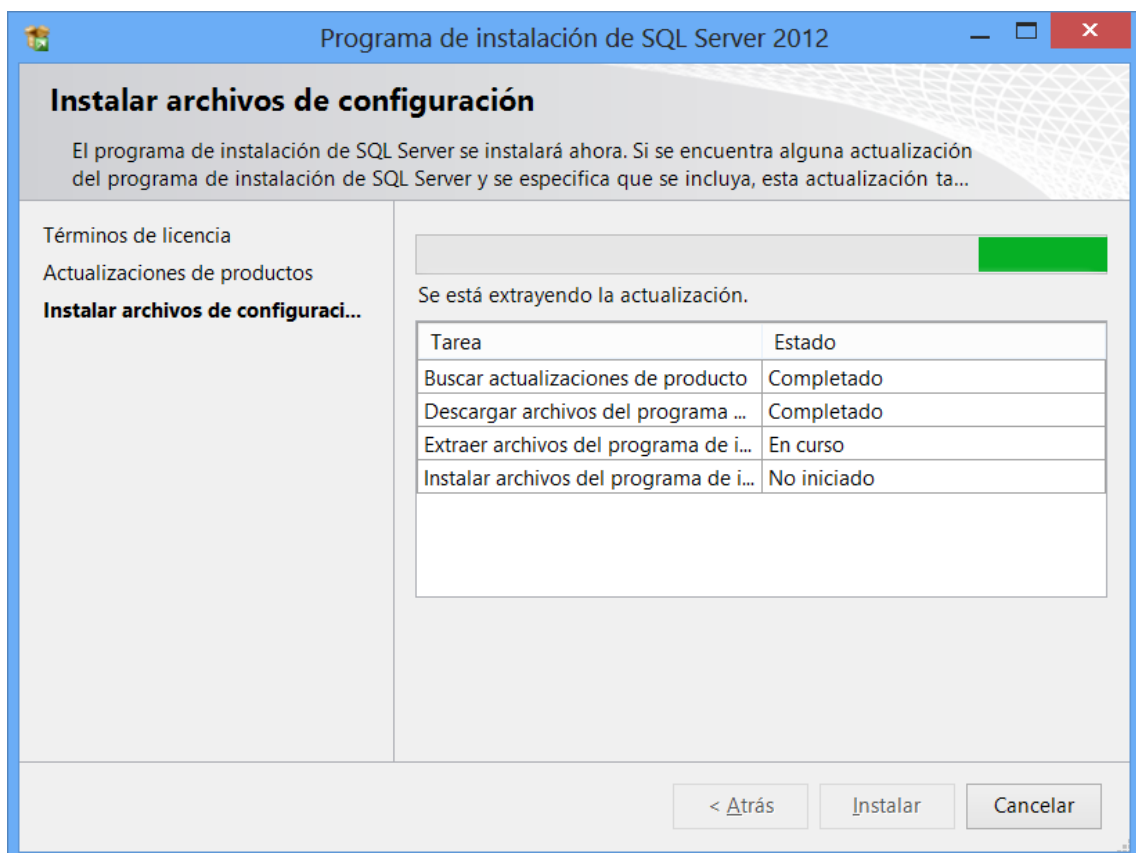 Programa de instalación de SQL Server 2012
Instalar archivos de configuración
El programa de instalación de SQL Server se instalará ahora. Si se encuentra alguna actualización
del programa de instalación de SQL Server y se especifica que se incluya, esta actualización ta...
Términos de licencia
Actualizaciones de productos
Instalar archivos de configuraci...
Se está extrayendo la actualización.
Tarea Estado
Buscar actualizaciones de producto Completado
Descargar archivos del programa ... Completado
Extraer archivos del programa de i... En curso
Instalar archivos del programa de i... No iniciado
< Atrás Instalar Cancelar